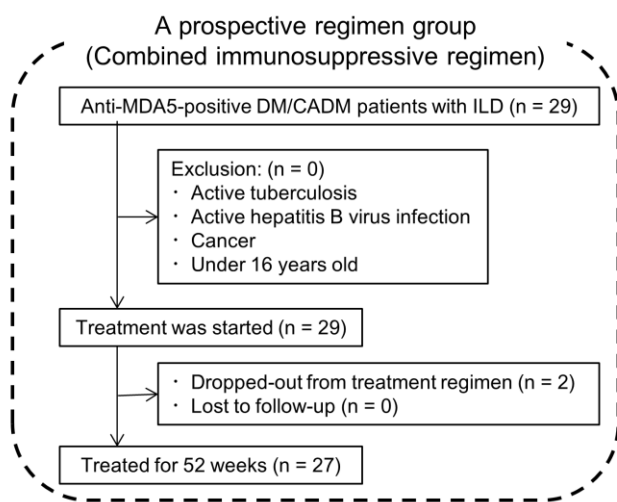 A prospective regimen group
(Combined immunosuppressive regimen)
Anti-MDA5-positive DM/CADM patients with ILD (n = 29)
Exclusion: (n = 0)
・ Active tuberculosis
・ Active hepatitis B virus infection
・ Cancer
・ Under 16 years old
Treatment was started (n = 29)
・ Dropped-out from treatment regimen (n = 2)
・ Lost to follow-up (n = 0)
Treated for 52 weeks (n = 27)